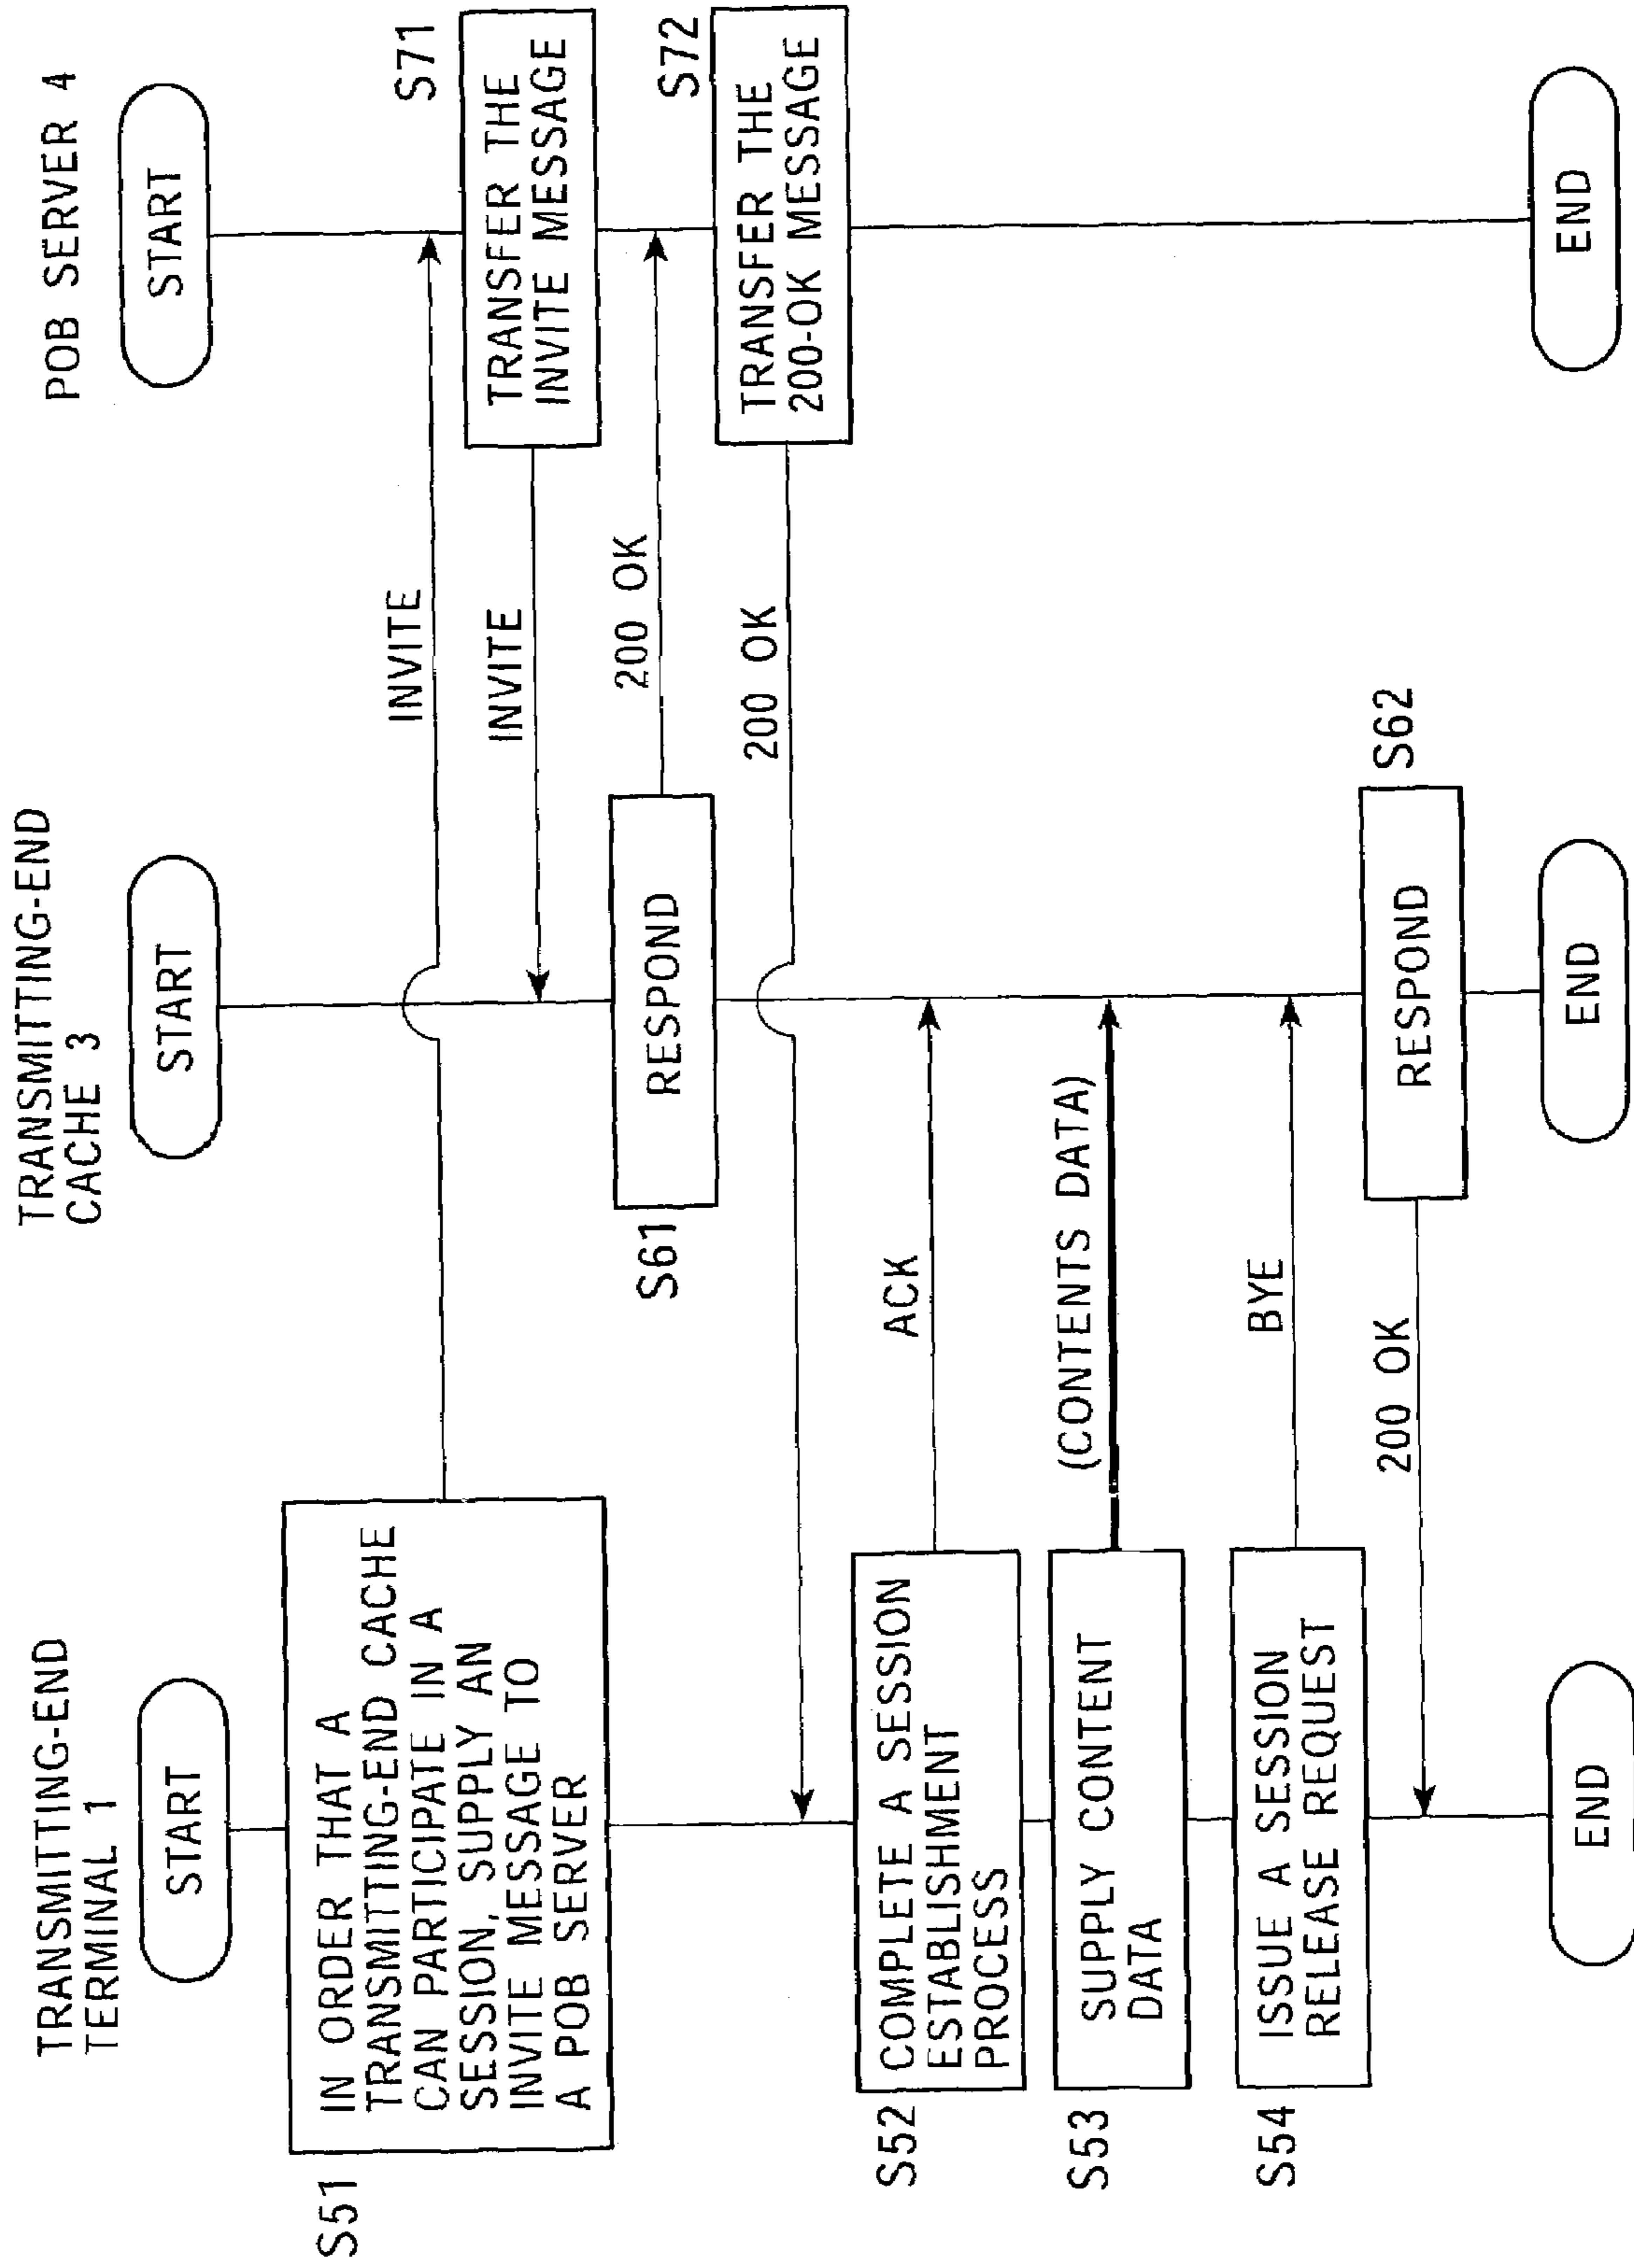 TRANSMITTING-END
TERMINAL 1
TRANSMITTING-END
CACHE 3
POB SERVER 4
START
START
START
S51
IN ORDER THAT A
TRANSMITTING-END CACHE
CAN PARTICIPATE IN A
SESSION, SUPPLY AN
INVITE MESSAGE TO
A POB SERVER
INVITE
S71
TRANSFER THE
INVITE MESSAGE
INVITE
S61
RESPOND
200 OK
S72
TRANSFER THE
200-OK MESSAGE
200 OK
S52
COMPLETE A SESSION
ESTABLISHMENT
PROCESS
ACK
S53
SUPPLY CONTENT
DATA
(CONTENTS DATA)
S54
ISSUE A SESSION
RELEASE REQUEST
BYE
RESPOND
S62
200 OK
END
END
END